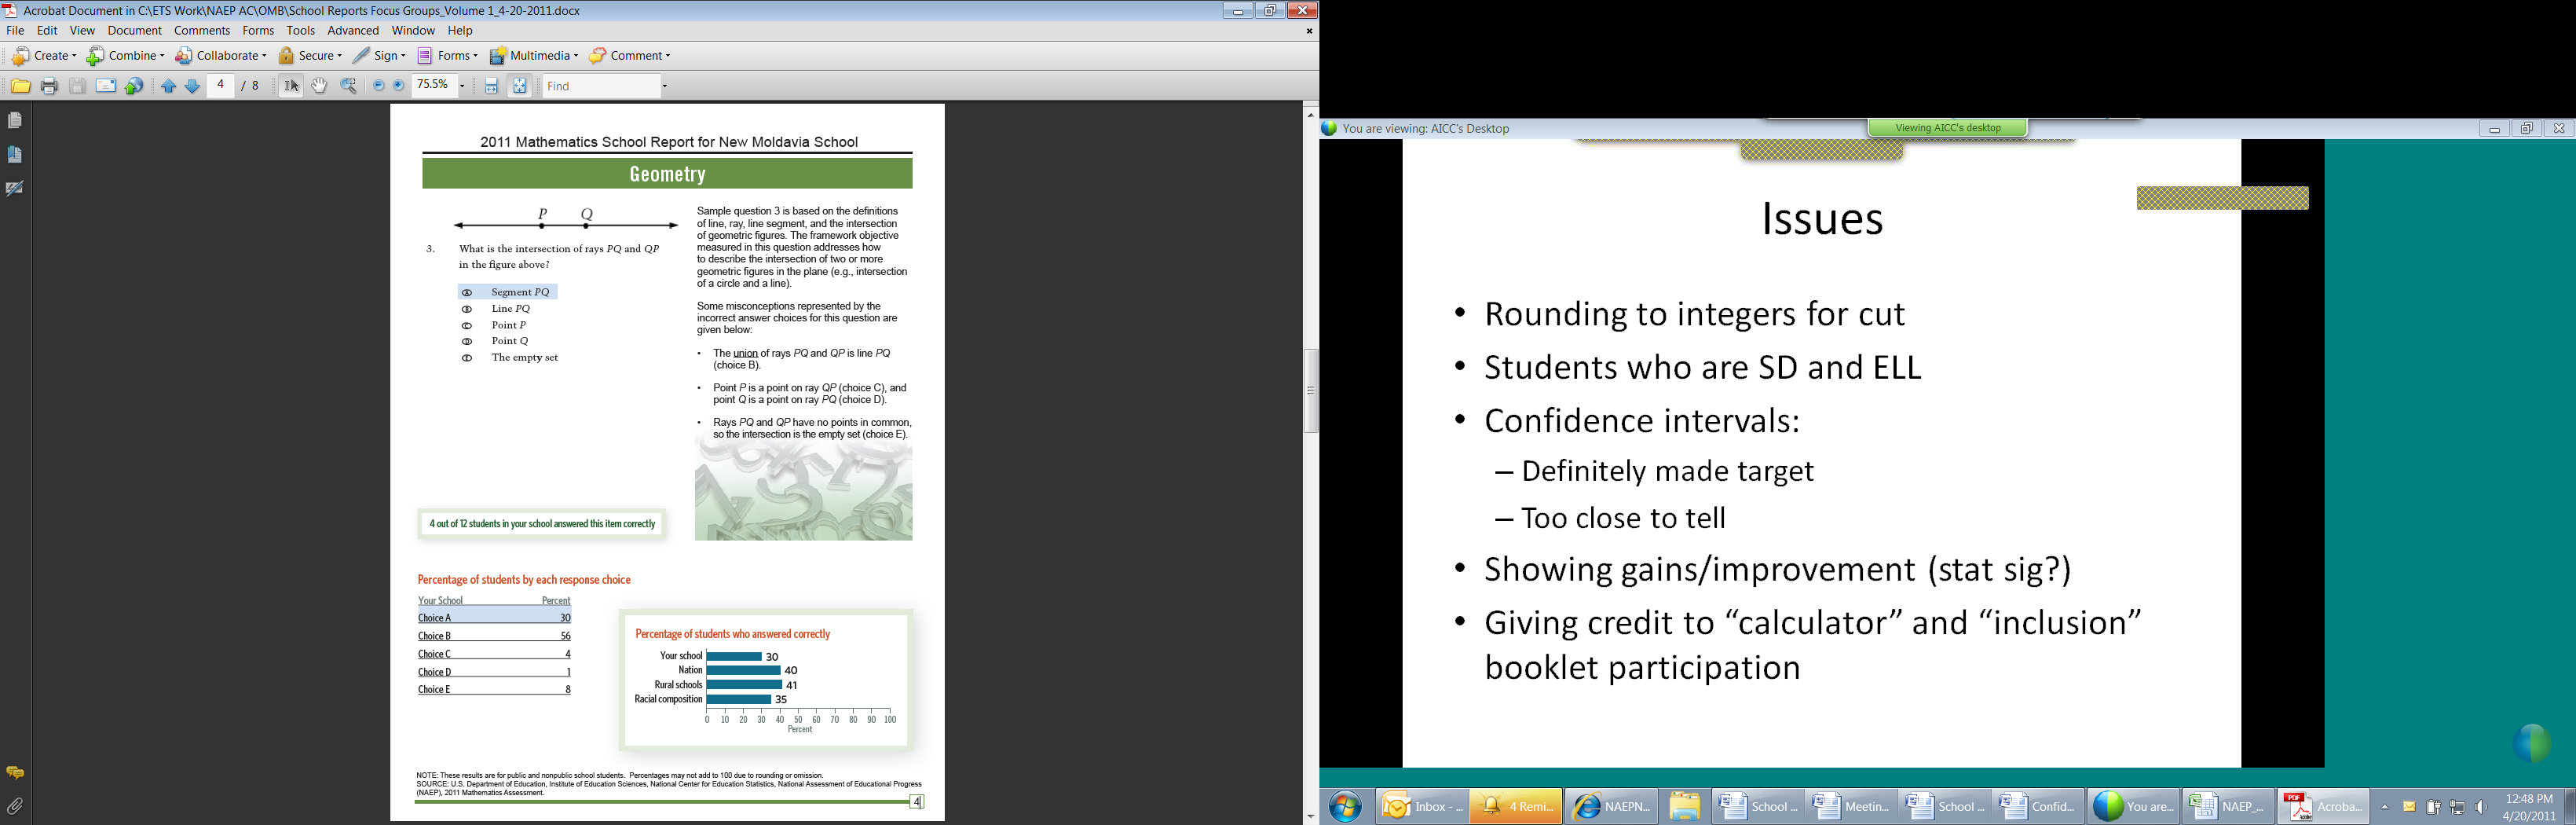 Acrobat Document in C:\ETS Work\NAEP AC\OMB\School Reports Focus Groups_Volume 1_4-20-2011.docx
File Edit View Document Comments Forms Tools Advanced Window Help
Create Combine Collaborate Secure Sign Forms Multimedia Comment
4 / 8 75.5% Find
2011 Mathematics School Report for New Moldavia School
Geometry
P Q
3. What is the intersection of rays PQ and QP
in the figure above?
A Segment PQ
B Line PQ
C Point P
D Point Q
E The empty set
4 out of 12 students in your school answered this item correctly
Sample question 3 is based on the definitions
of line, ray, line segment, and the intersection
of geometric figures. The framework objective
measured in this question addresses how
to describe the intersection of two or more
geometric figures in the plane (e.g., intersection
of a circle and a line).
Some misconceptions represented by the
incorrect answer choices for this question are
given below:
• The union of rays PQ and QP is line PQ
(choice B).
• Point P is a point on ray QP (choice C), and
point Q is a point on ray PQ (choice D).
• Rays PQ and QP have no points in common,
so the intersection is the empty set (choice E).
Percentage of students by each response choice
Your School Percent
Choice A 30
Choice B 56
Choice C 4
Choice D 1
Choice E 8
Percentage of students who answered correctly
Your school 30
Nation 40
Rural schools 41
Racial composition 35
0 10 20 30 40 50 60 70 80 90 100
Percent
NOTE: These results are for public and nonpublic school students. Percentages may not add to 100 due to rounding or omission.
SOURCE: U.S. Department of Education, Institute of Education Sciences, National Center for Education Statistics, National Assessment of Educational Progress
(NAEP), 2011 Mathematics Assessment.
4
You are viewing: AICC's Desktop
Viewing AICC's desktop
Issues
• Rounding to integers for cut
• Students who are SD and ELL
• Confidence intervals:
– Definitely made target
– Too close to tell
• Showing gains/improvement (stat sig?)
• Giving credit to “calculator” and “inclusion”
booklet participation
Inbox - ... 4 Remi... NAEPN... School ... Meetin... School ... Confid... You are... NAEP_... Acroba...
12:48 PM
4/20/2011